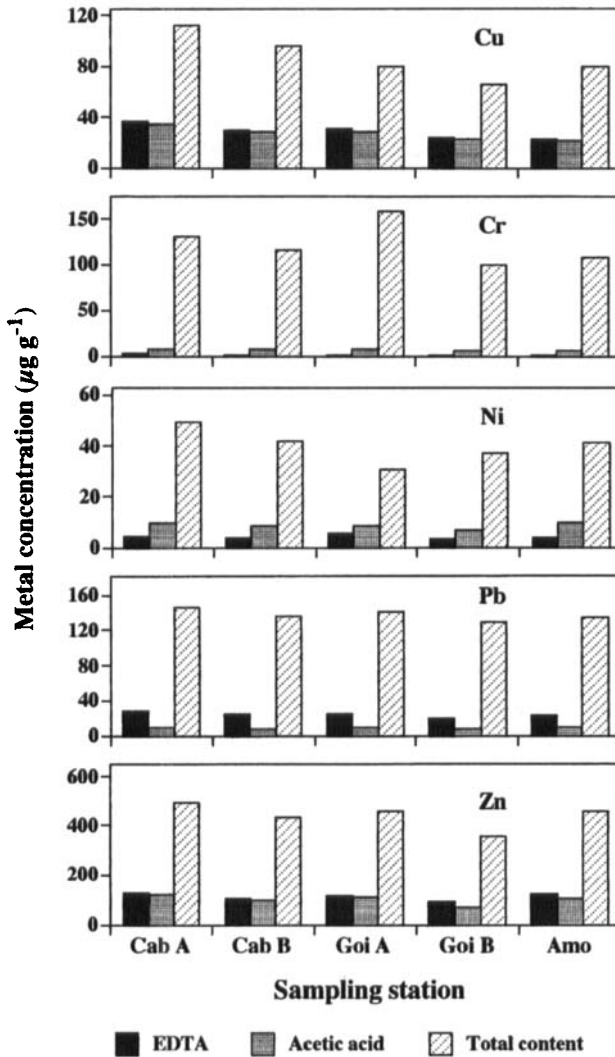 Metal concentration (µg g⁻¹)
120
80
40
0
Cu
150
100
50
0
Cr
60
40
20
0
Ni
160
120
80
40
0
Pb
600
400
200
0
Zn
Cab A Cab B Goi A Goi B Amo
Sampling station
EDTA Acetic acid Total content